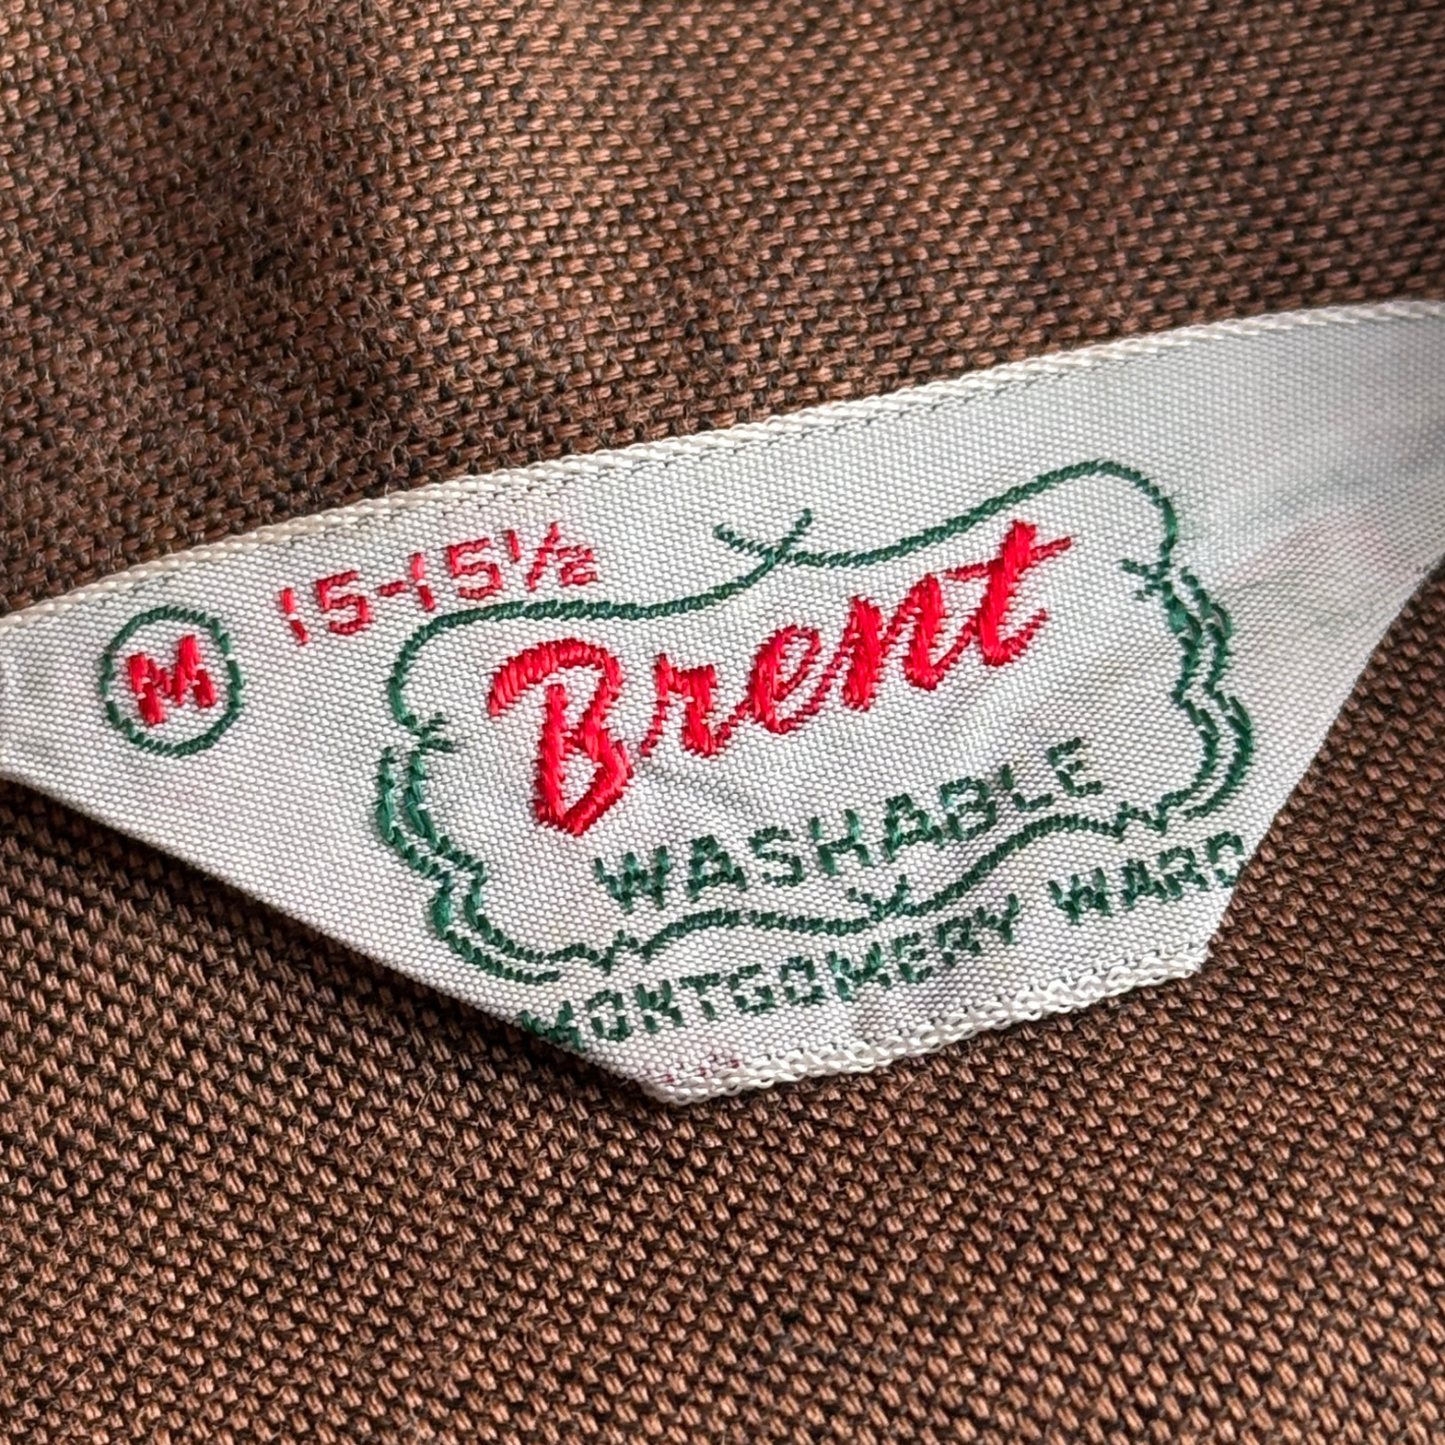 M 15-15½
Brent
WASHABLE
MONTGOMERY WARD